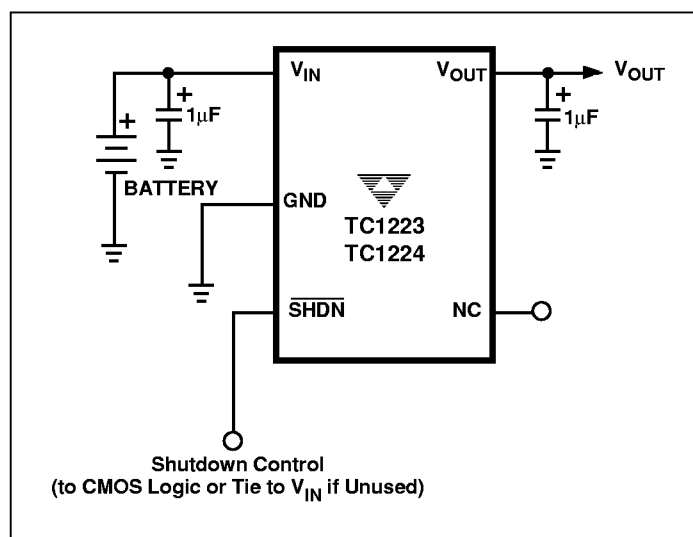 V_IN
V_OUT
V_OUT
+
1µF
+
1µF
+
BATTERY
GND
TC1223
TC1224
SHDN
NC
Shutdown Control
(to CMOS Logic or Tie to V_IN if Unused)